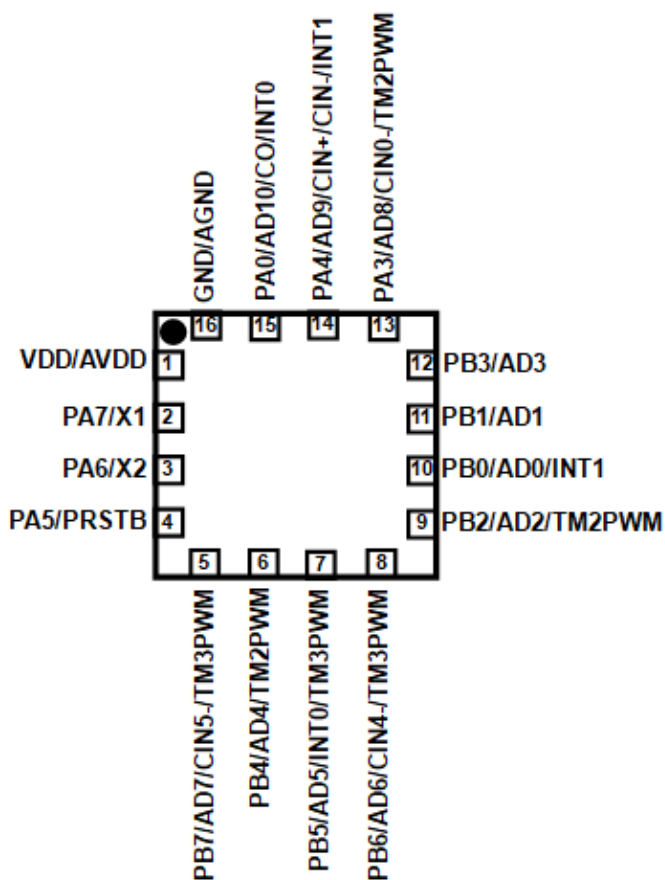 GND/AGND
PA0/AD10/CO/INT0
PA4/AD9/CIN+/CIN-/INT1
PA3/AD8/CIN0-/TM2PWM
16
15
14
13
VDD/AVDD 1
12 PB3/AD3
PA7/X1 2
11 PB1/AD1
PA6/X2 3
10 PB0/AD0/INT1
PA5/PRSTB 4
9 PB2/AD2/TM2PWM
5
6
7
8
PB7/AD7/CIN5-/TM3PWM
PB4/AD4/TM2PWM
PB5/AD5/INT0/TM3PWM
PB6/AD6/CIN4-/TM3PWM